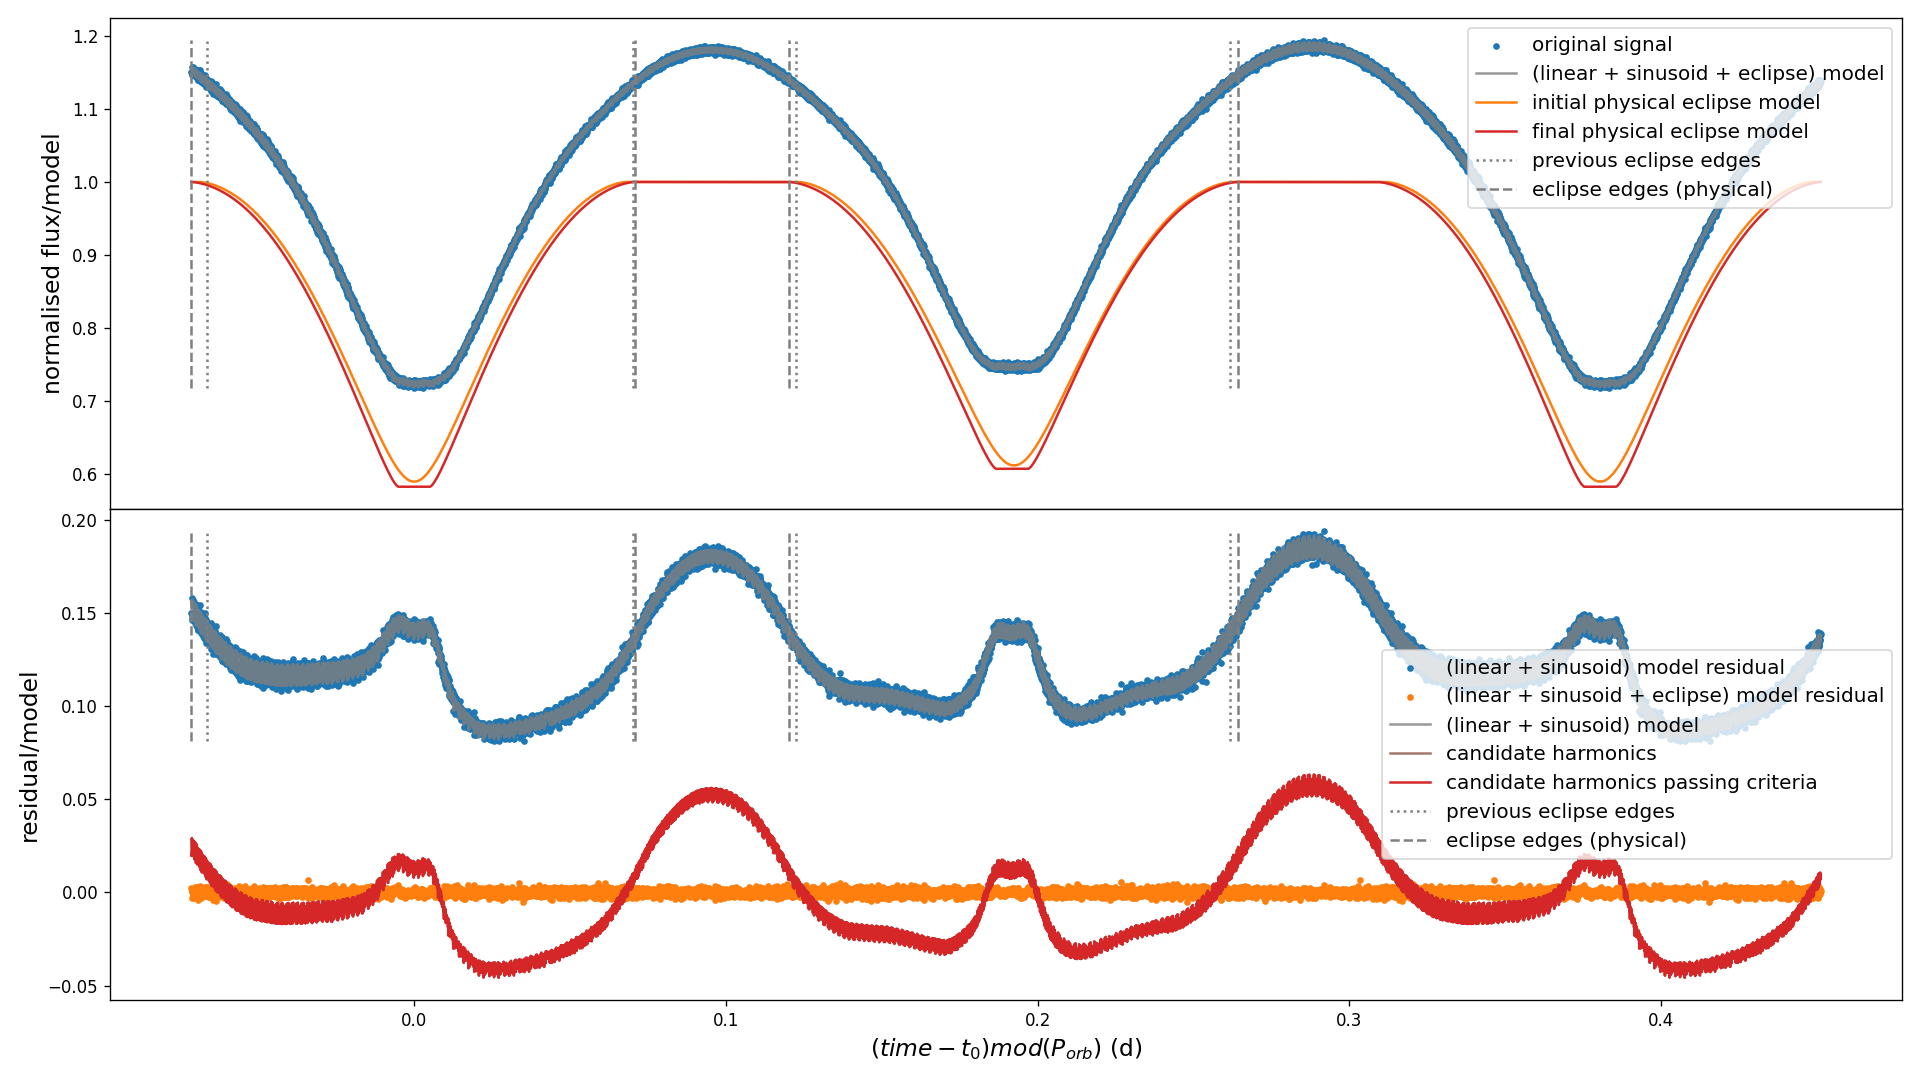 1.2
1.1
1.0
0.9
0.8
0.7
0.6
normalised flux/model
original signal
(linear + sinusoid + eclipse) model
initial physical eclipse model
final physical eclipse model
previous eclipse edges
eclipse edges (physical)
0.20
0.15
0.10
0.05
0.00
−0.05
residual/model
(linear + sinusoid) model residual
(linear + sinusoid + eclipse) model residual
(linear + sinusoid) model
candidate harmonics
candidate harmonics passing criteria
previous eclipse edges
eclipse edges (physical)
0.0 0.1 0.2 0.3 0.4
(time − t₀)mod(P_orb) (d)